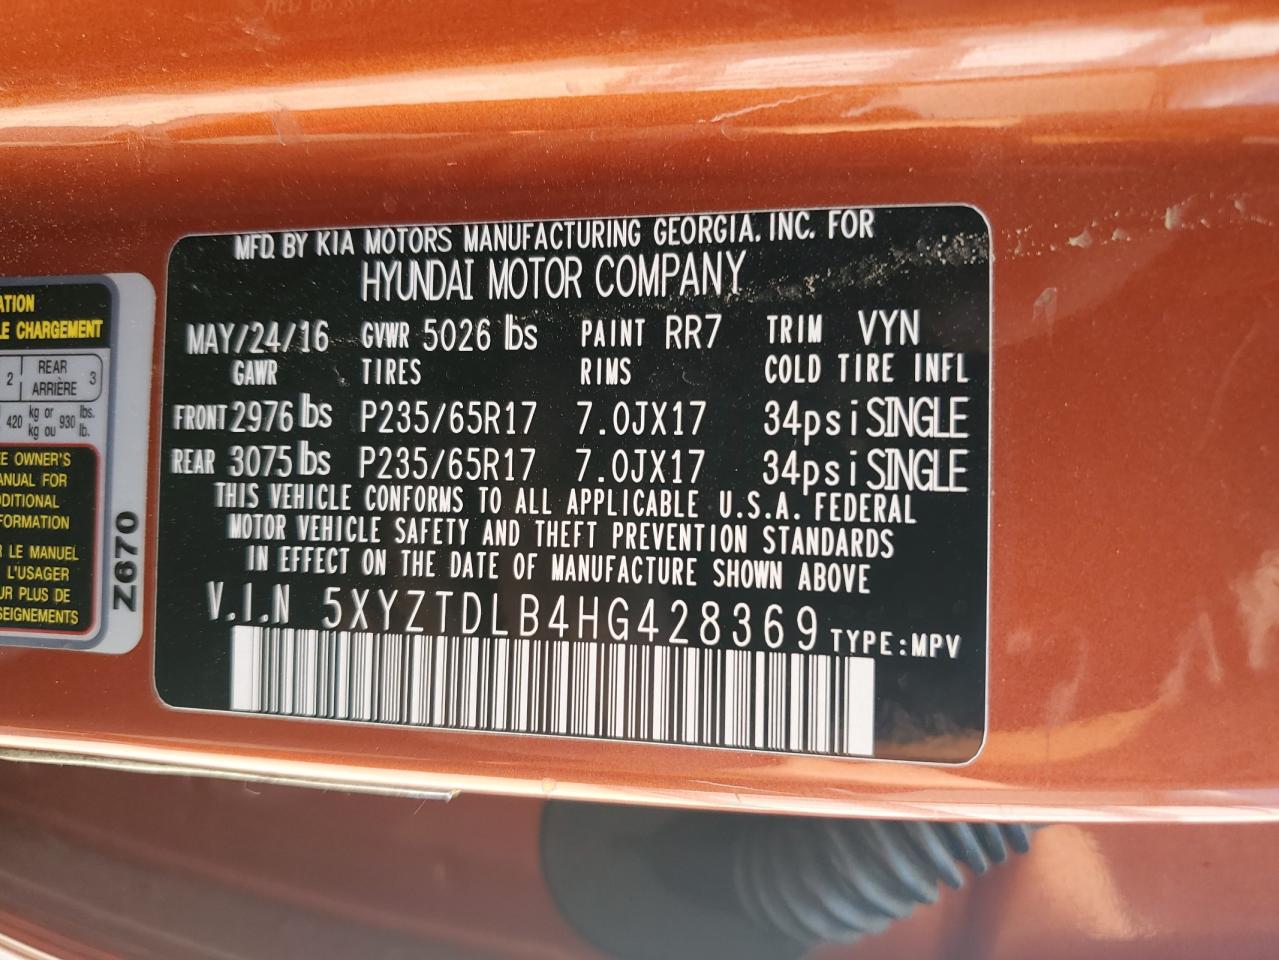 MFD. BY KIA MOTORS MANUFACTURING GEORGIA, INC. FOR
HYUNDAI MOTOR COMPANY
MAY/24/16 GVWR 5026 lbs PAINT RR7 TRIM VYN
GAWR TIRES RIMS COLD TIRE INFL
FRONT 2976 lbs P235/65R17 7.0JX17 34psi SINGLE
REAR 3075 lbs P235/65R17 7.0JX17 34psi SINGLE
THIS VEHICLE CONFORMS TO ALL APPLICABLE U.S.A. FEDERAL
MOTOR VEHICLE SAFETY AND THEFT PREVENTION STANDARDS
IN EFFECT ON THE DATE OF MANUFACTURE SHOWN ABOVE
V.I.N 5XYZTDLB4HG428369 TYPE:MPV
ATION
LE CHARGEMENT
2 REAR 3
ARRIÈRE
420 kg or 930 lbs.
kg ou lb.
EE OWNER'S
ANUAL FOR
DDITIONAL
FORMATION
R LE MANUEL
L'USAGER
UR PLUS DE
SEIGNEMENTS
Z670